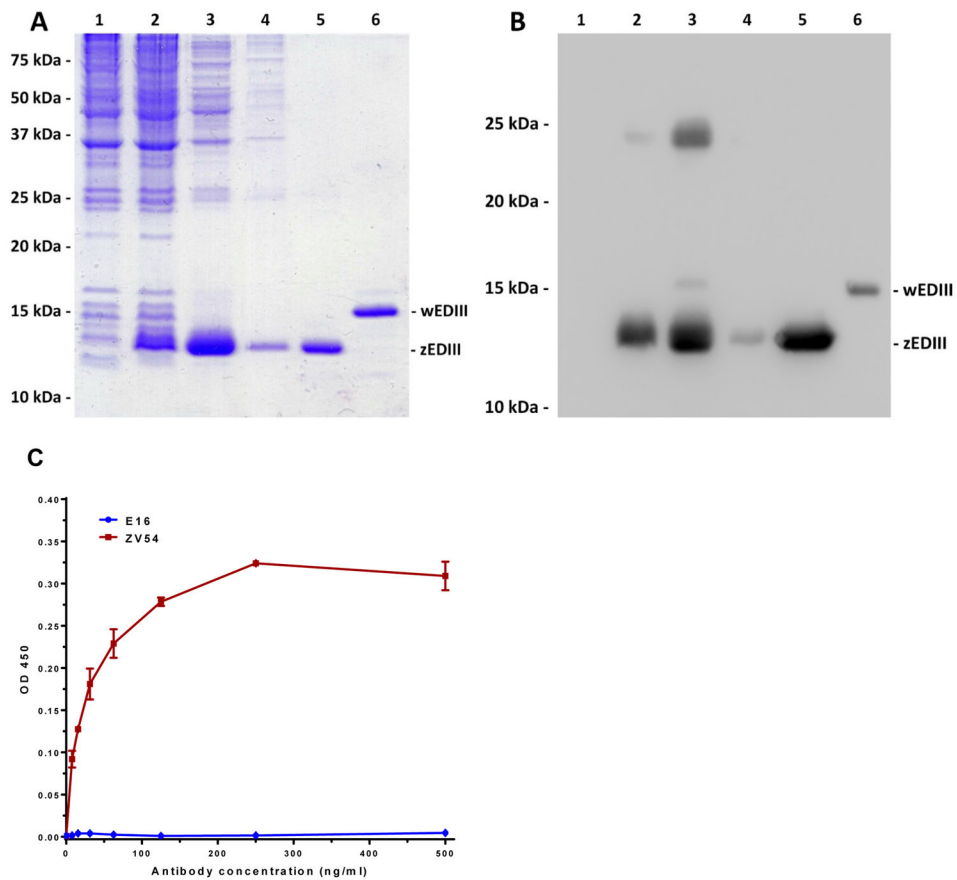 A
1 2 3 4 5 6
75 kDa -
50 kDa -
37 kDa -
25 kDa -
20 kDa -
15 kDa -
10 kDa -
- wEDIII
- zEDIII
B
1 2 3 4 5 6
25 kDa -
20 kDa -
15 kDa -
10 kDa -
- wEDIII
- zEDIII
C
E16
ZV54
OD 450
0.40
0.35
0.30
0.25
0.20
0.15
0.10
0.05
0.00
0 100 200 300 400 500
Antibody concentration (ng/ml)